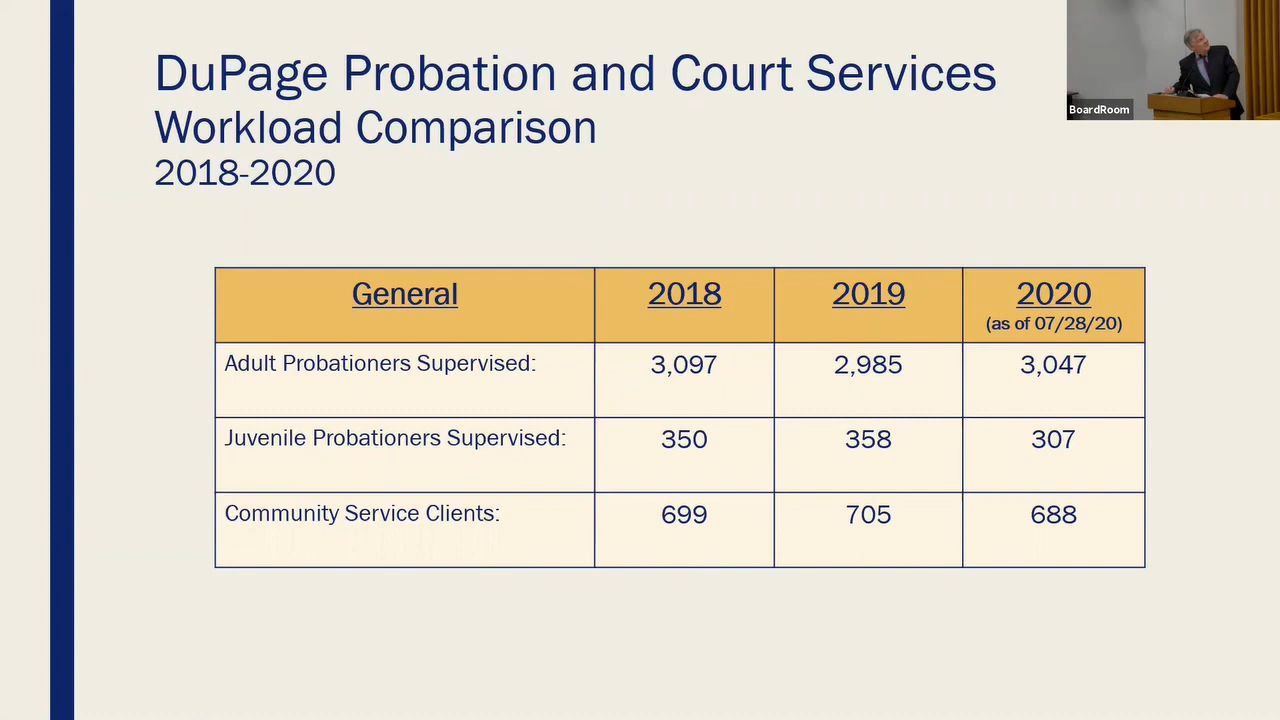 DuPage Probation and Court Services
Workload Comparison
2018-2020
BoardRoom
General 2018 2019 2020
(as of 07/28/20)
Adult Probationers Supervised: 3,097 2,985 3,047
Juvenile Probationers Supervised: 350 358 307
Community Service Clients: 699 705 688